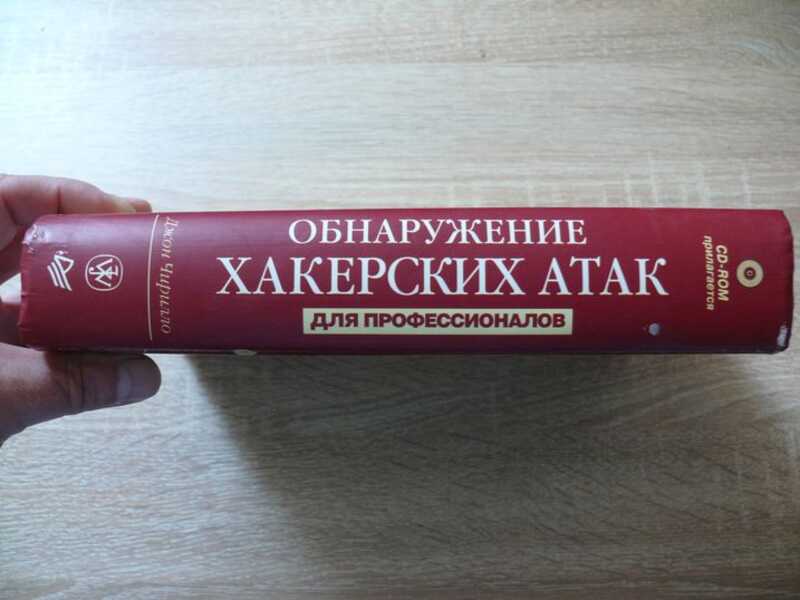 Джон Чирилло
ОБНАРУЖЕНИЕ
ХАКЕРСКИХ АТАК
ДЛЯ ПРОФЕССИОНАЛОВ
CD-ROM
прилагается